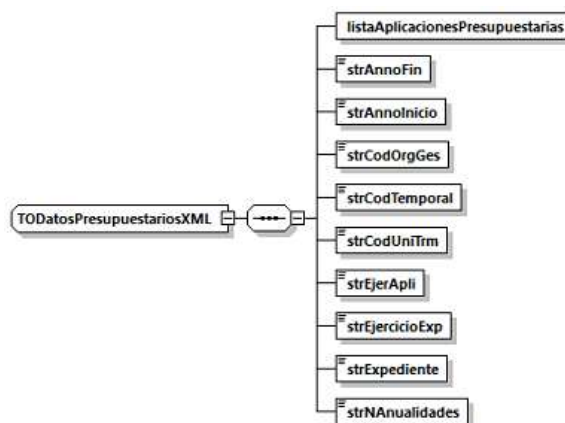 listaAplicacionesPresupuestarias
strAnnoFin
strAnnoInicio
strCodOrgGes
strCodTemporal
TODatosPresupuestariosXML
strCodUniTrm
strEjerApli
strEjercicioExp
strExpediente
strNAnualidades